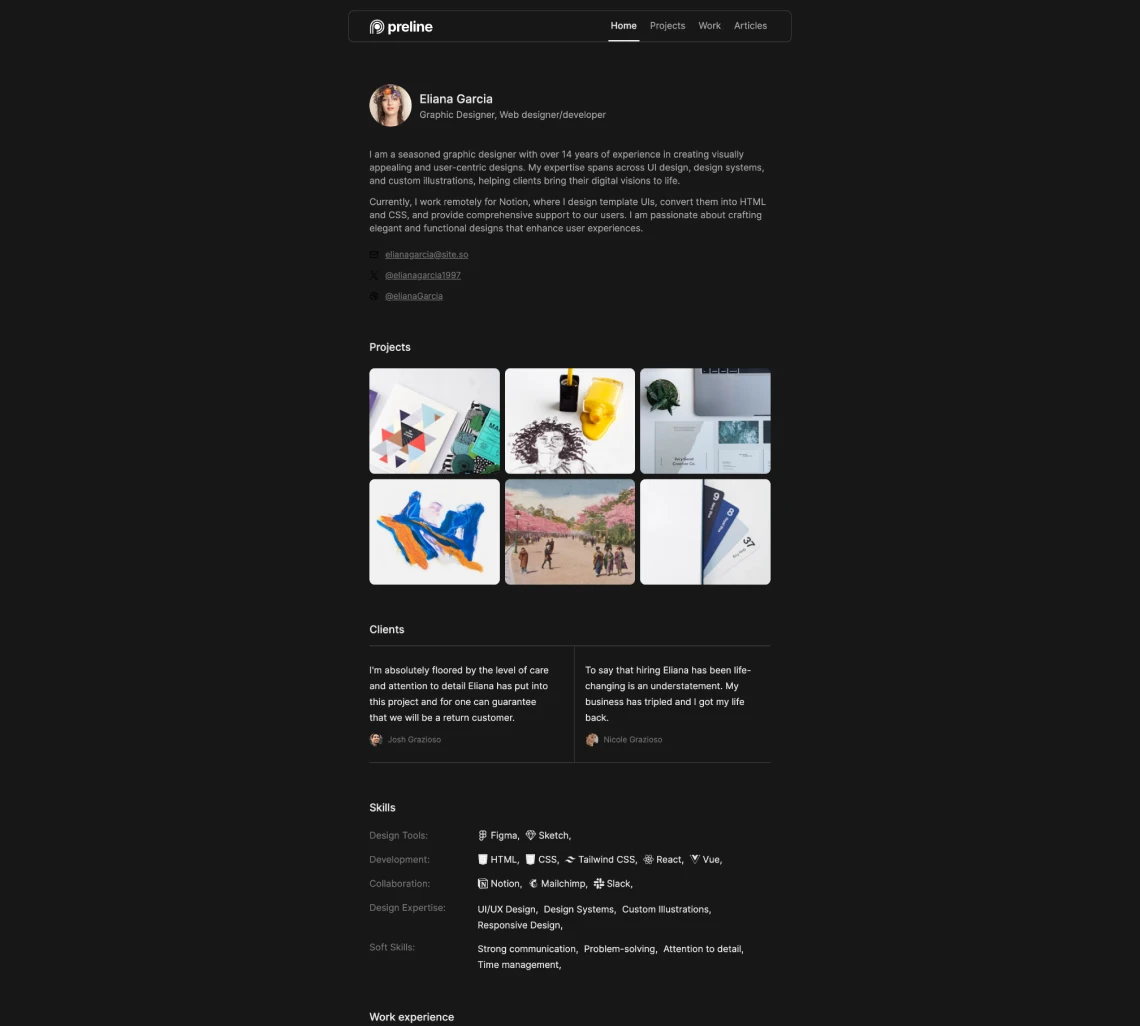 preline
Home Projects Work Articles
Eliana Garcia
Graphic Designer, Web designer/developer
I am a seasoned graphic designer with over 14 years of experience in creating visually
appealing and user-centric designs. My expertise spans across UI design, design systems,
and custom illustrations, helping clients bring their digital visions to life.
Currently, I work remotely for Notion, where I design template UIs, convert them into HTML
and CSS, and provide comprehensive support to our users. I am passionate about crafting
elegant and functional designs that enhance user experiences.
elianagarcia@site.so
@elianagarcia1997
@elianaGarcia
Projects
37
Clients
I'm absolutely floored by the level of care
and attention to detail Eliana has put into
this project and for one can guarantee
that we will be a return customer.
Josh Grazioso
To say that hiring Eliana has been life-
changing is an understatement. My
business has tripled and I got my life
back.
Nicole Grazioso
Skills
Design Tools: Figma, Sketch,
Development: HTML, CSS, Tailwind CSS, React, Vue,
Collaboration: Notion, Mailchimp, Slack,
Design Expertise: UI/UX Design, Design Systems, Custom Illustrations,
Responsive Design,
Soft Skills: Strong communication, Problem-solving, Attention to detail,
Time management,
Work experience